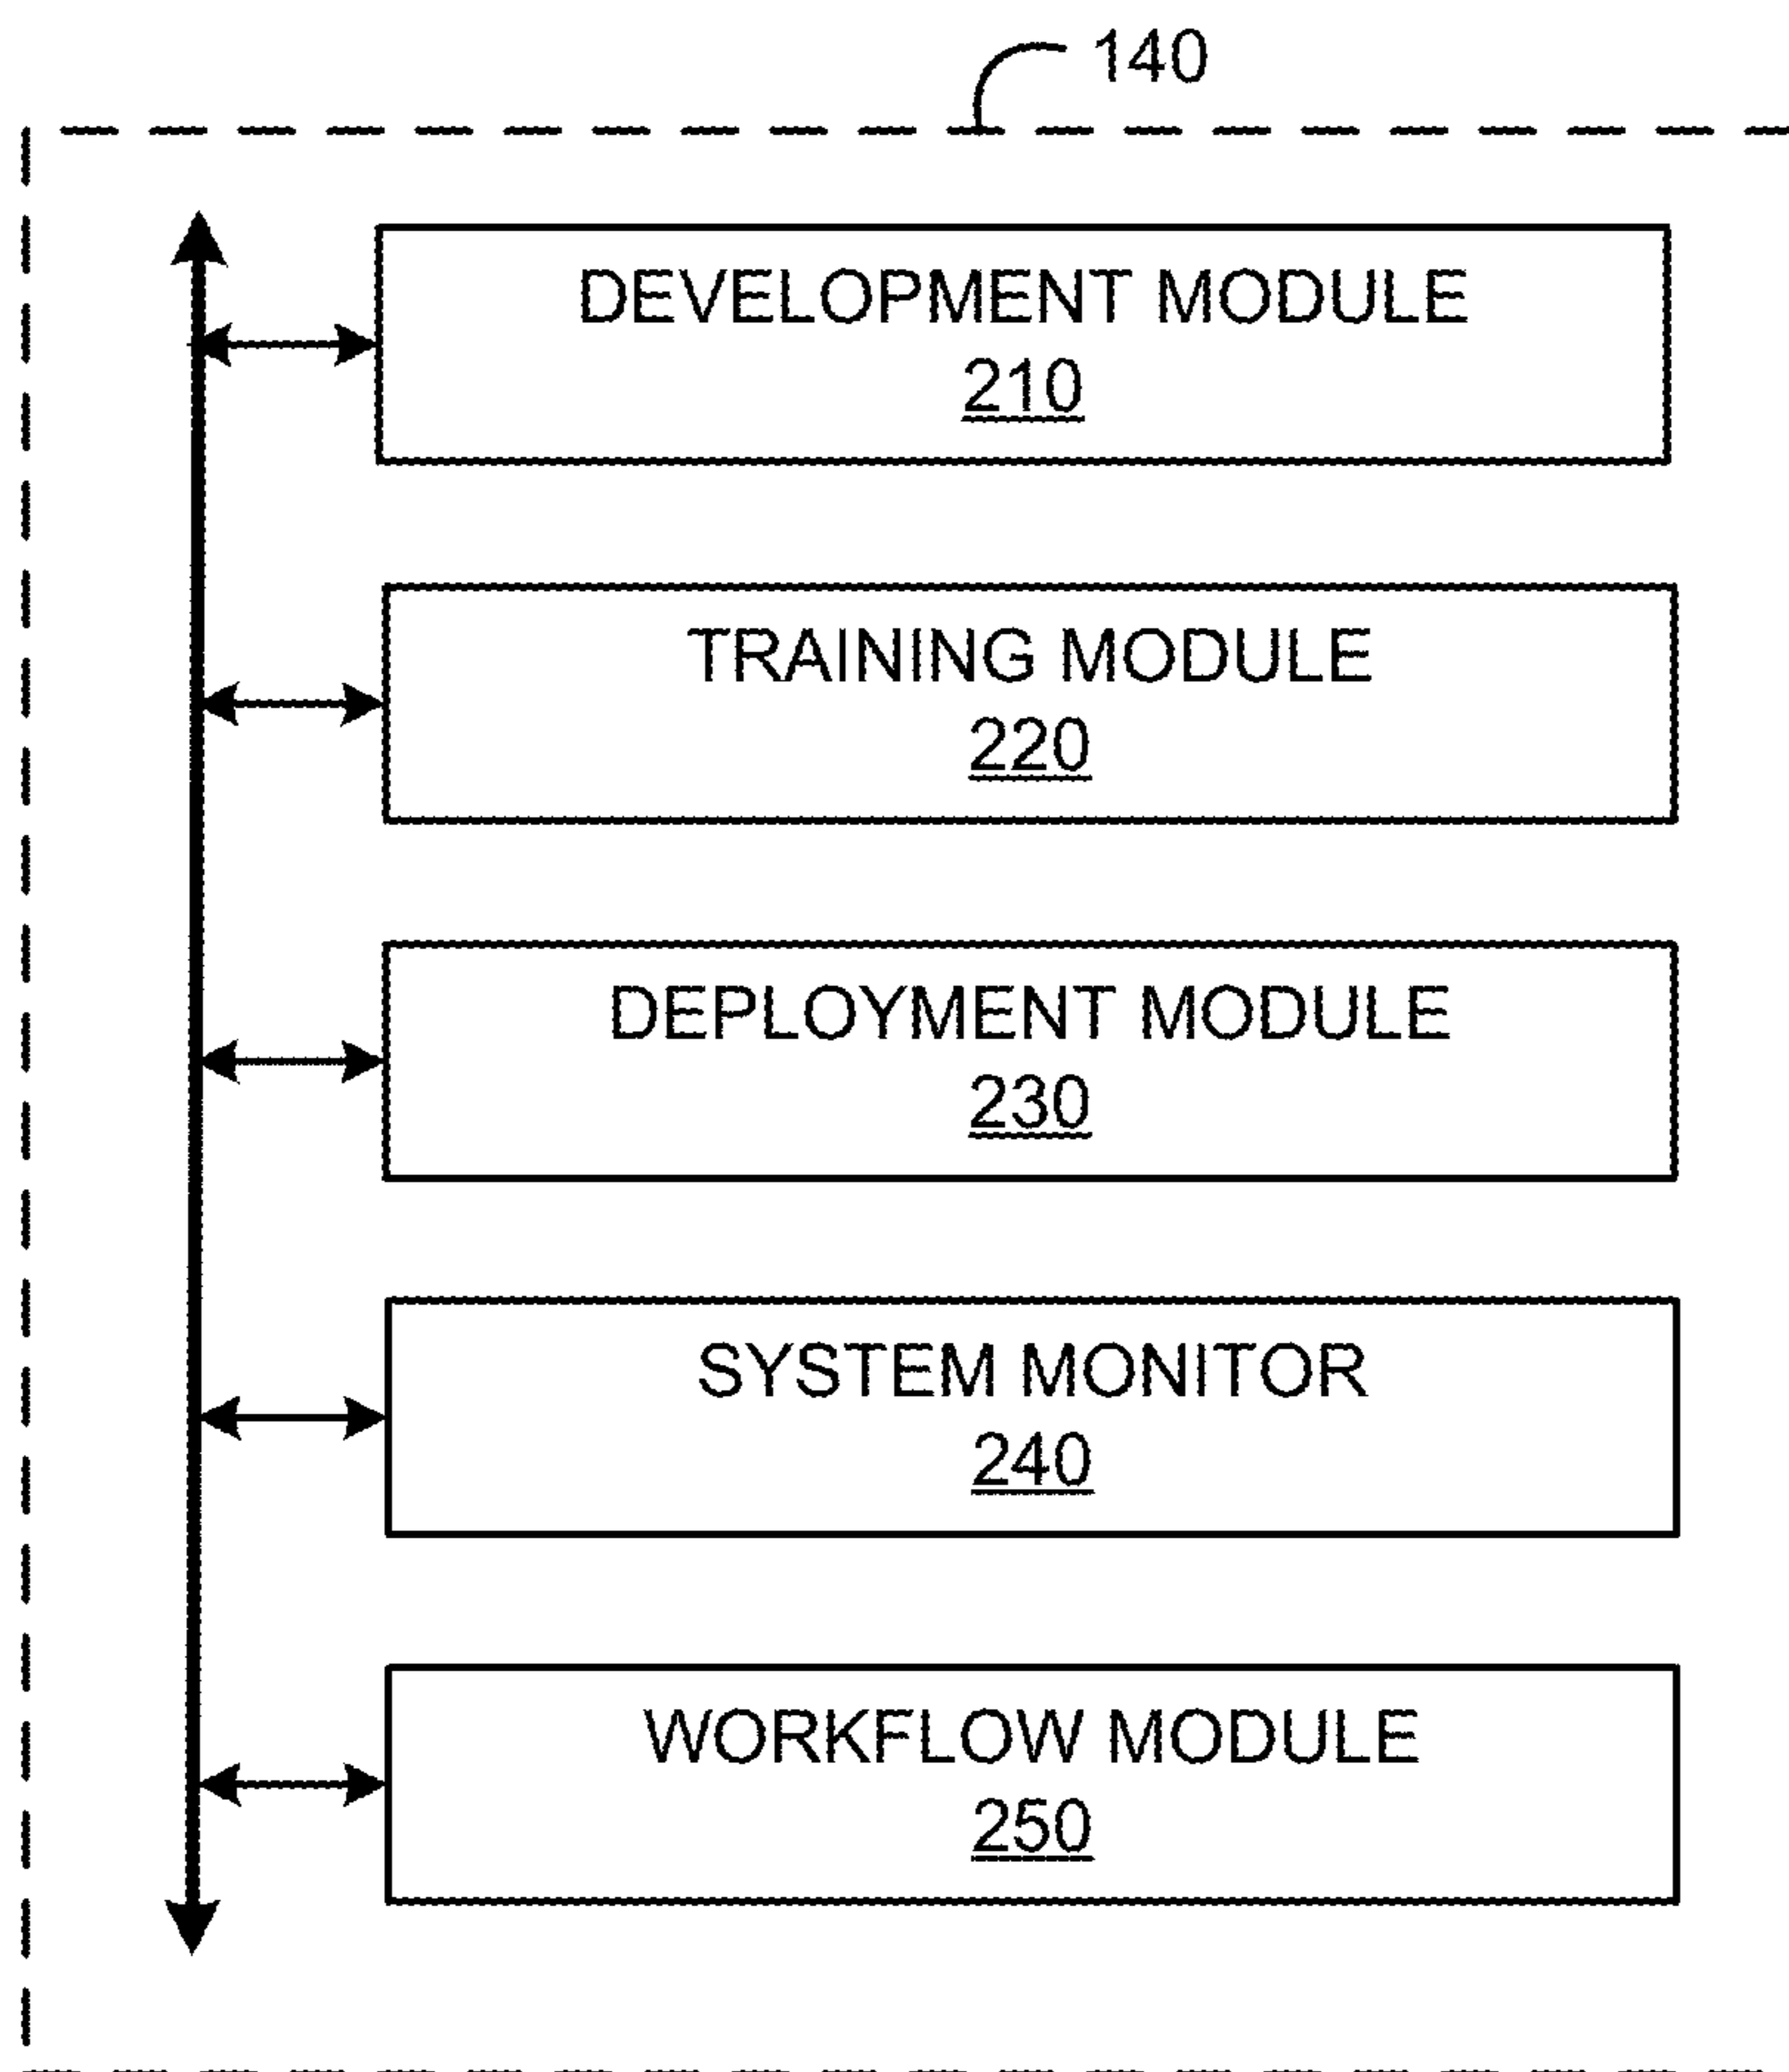 140
DEVELOPMENT MODULE
210
TRAINING MODULE
220
DEPLOYMENT MODULE
230
SYSTEM MONITOR
240
WORKFLOW MODULE
250